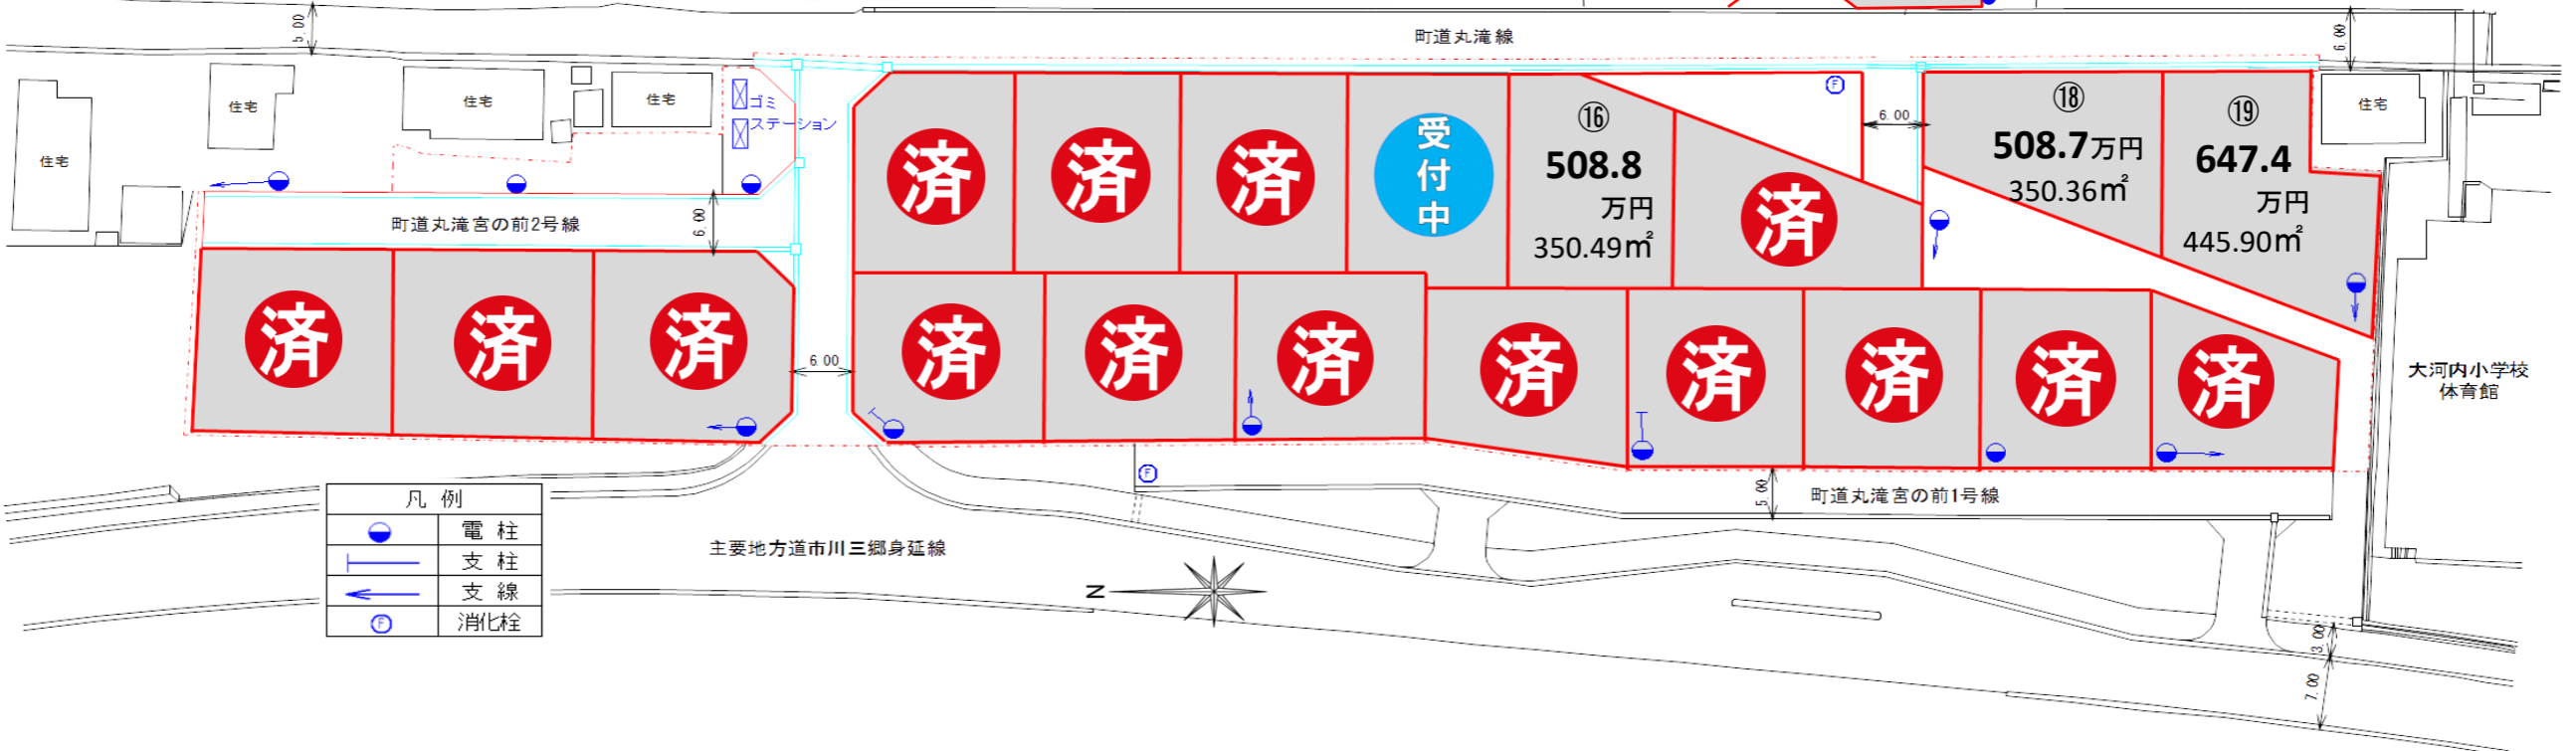 5.00
町道丸滝線
6.00
住宅
住宅
住宅
住宅
ゴミ
ステーション
Ⓕ
6.00
住宅
済
済
済
受付中
⑯
508.8
万円
350.49㎡
済
⑱
508.7万円
350.36㎡
⑲
647.4
万円
445.90㎡
町道丸滝宮の前2号線
6.00
済
済
済
6.00
済
済
済
済
済
済
済
済
大河内小学校
体育館
Ⓕ
5.00
町道丸滝宮の前1号線
凡 例
電 柱
支 柱
支 線
Ⓕ
消化栓
主要地方道市川三郷身延線
N
3.00
7.00